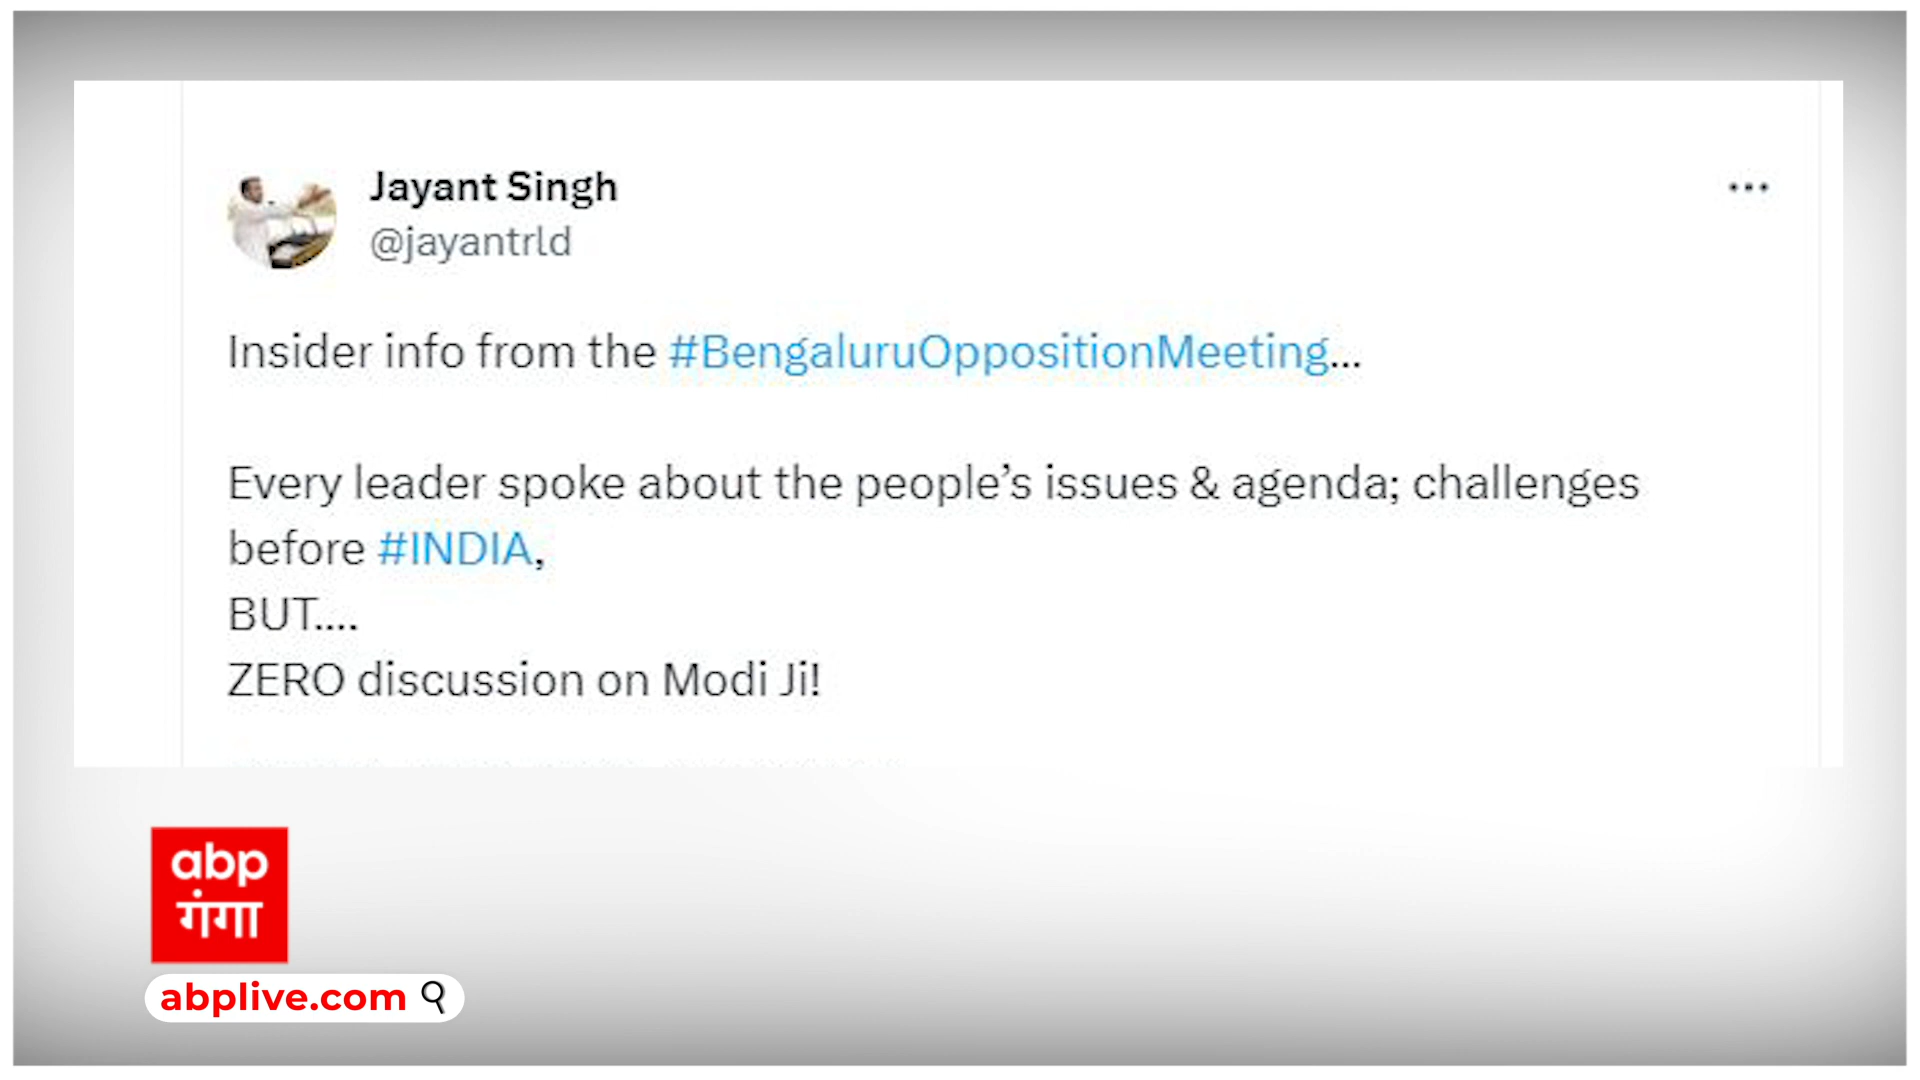 Jayant Singh
@jayantrld
Insider info from the #BengaluruOppositionMeeting...
Every leader spoke about the people’s issues & agenda; challenges
before #INDIA,
BUT....
ZERO discussion on Modi Ji!
abp
गंगा
abplive.com